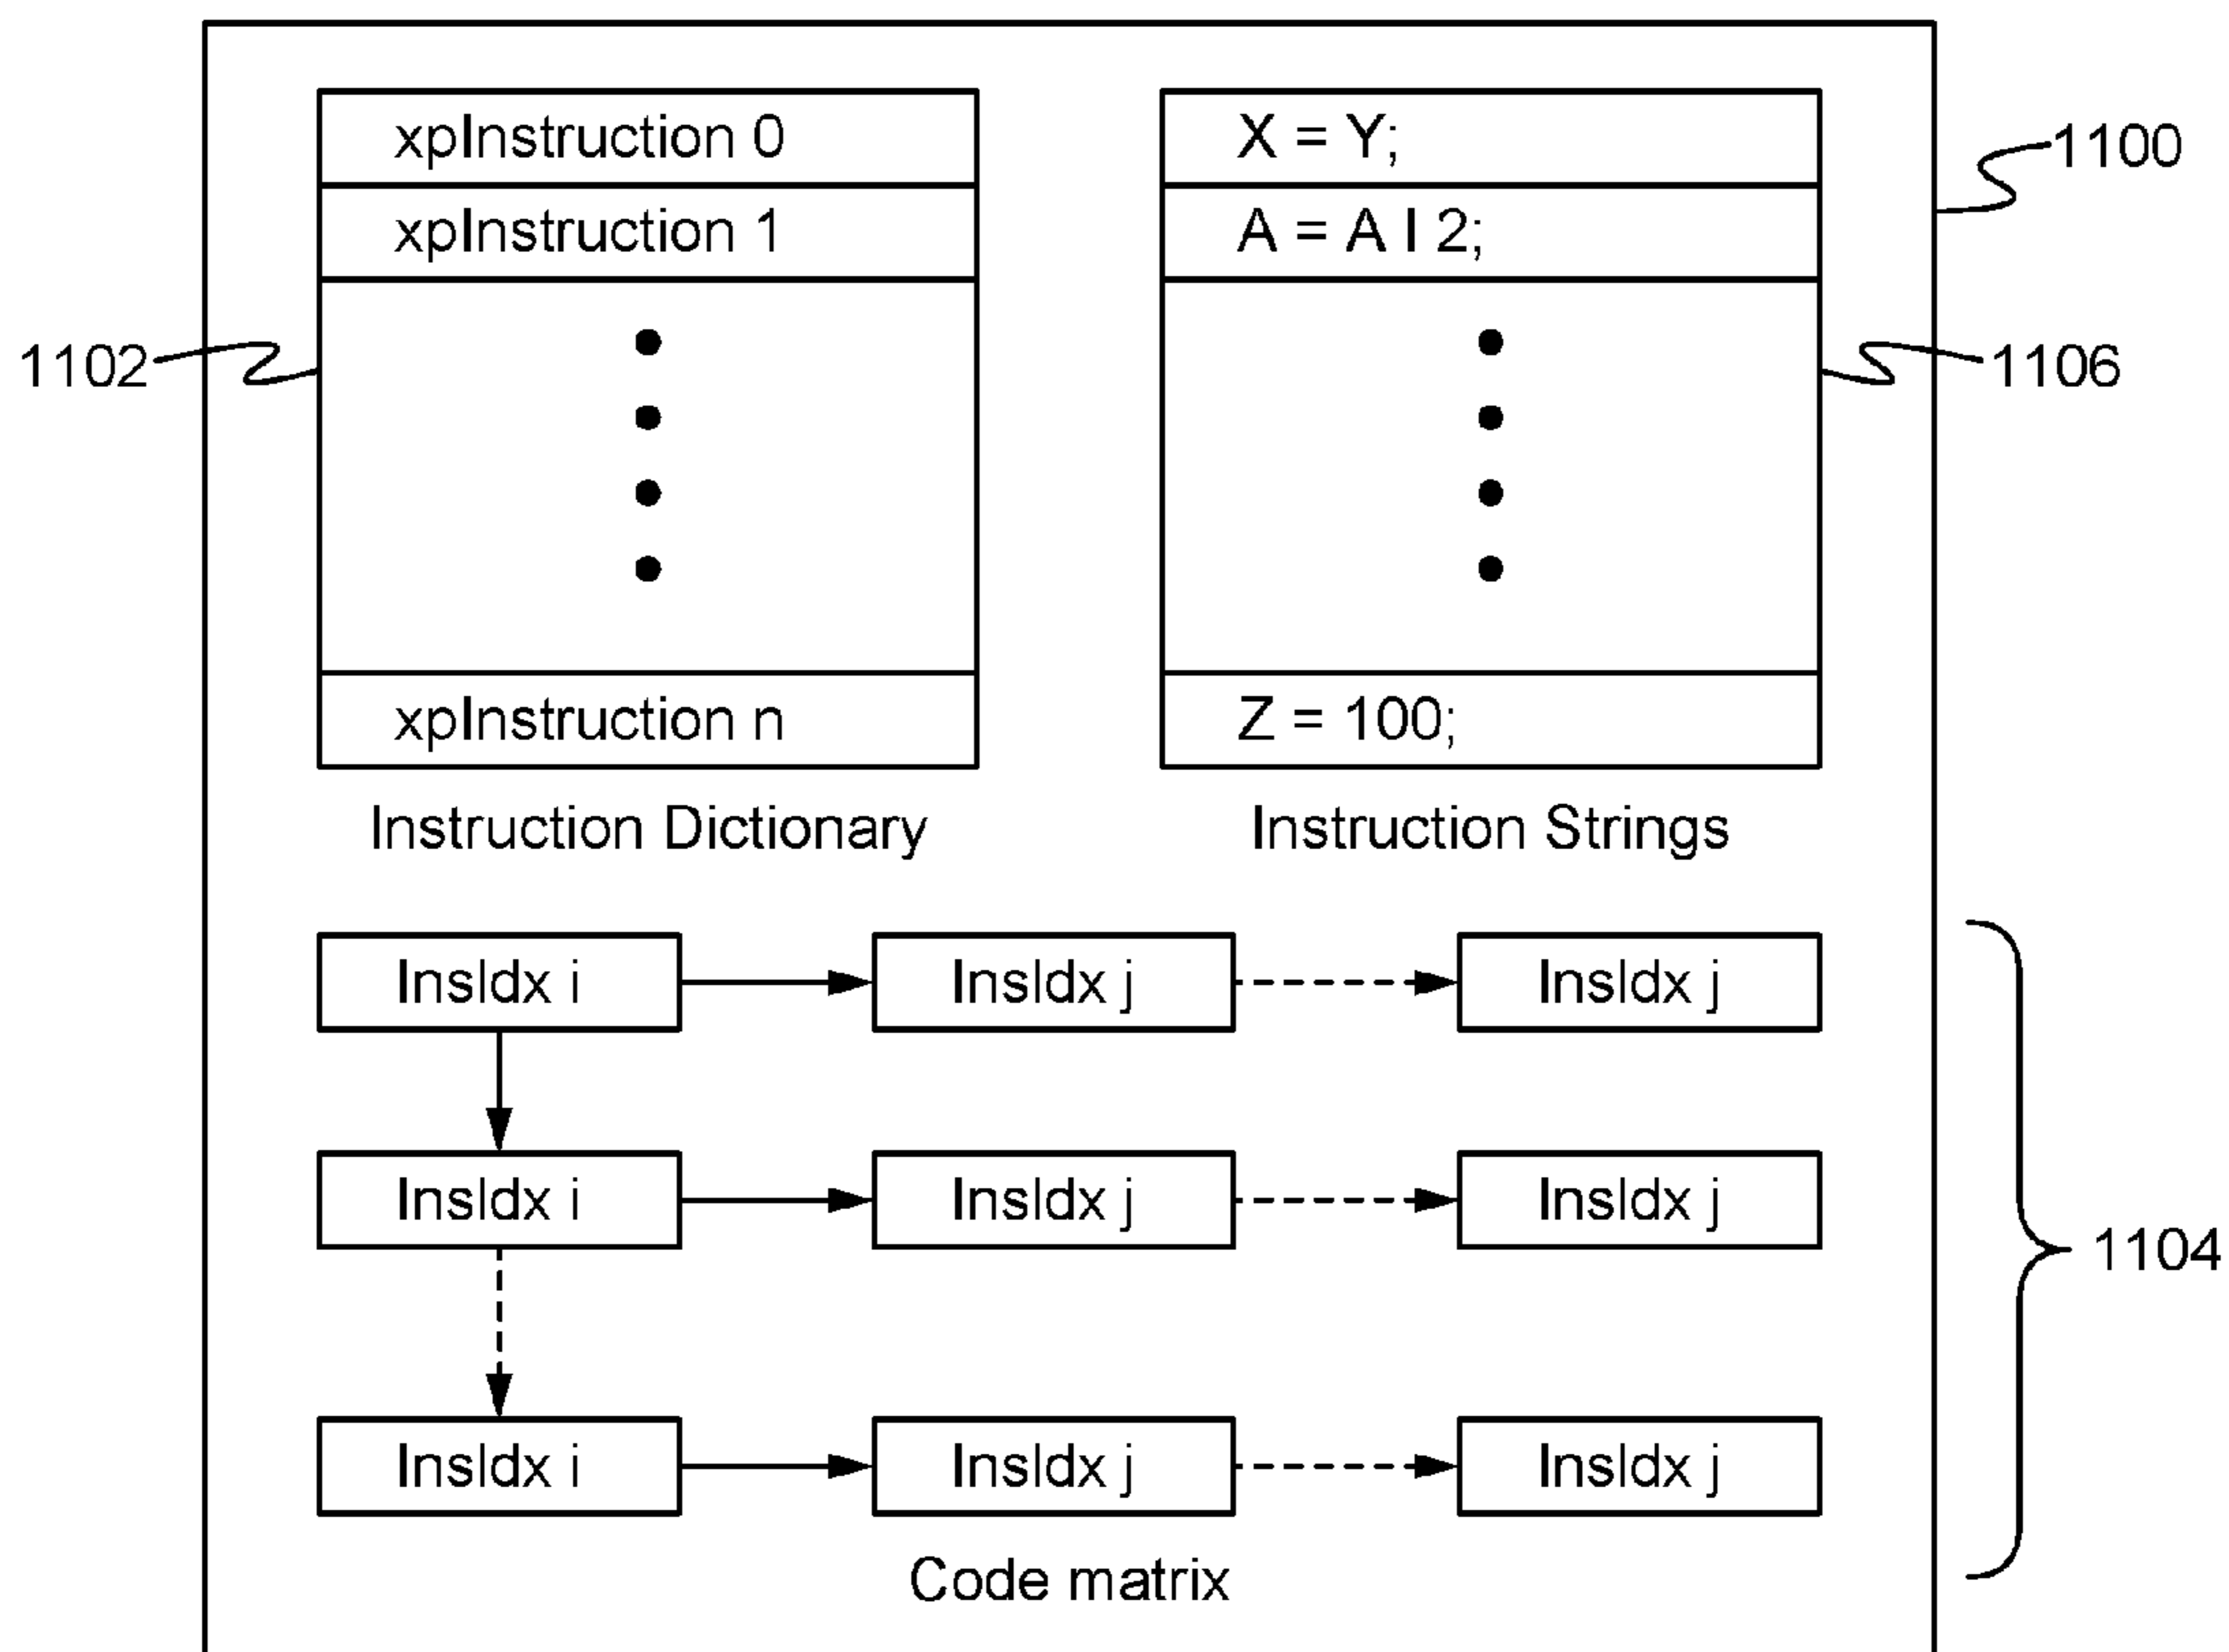 xpInstruction 0
X = Y;
1100
xpInstruction 1
A = A I 2;
1102
1106
xpInstruction n
Z = 100;
Instruction Dictionary
Instruction Strings
InsIdx i
InsIdx j
InsIdx j
InsIdx i
InsIdx j
InsIdx j
1104
InsIdx i
InsIdx j
InsIdx j
Code matrix